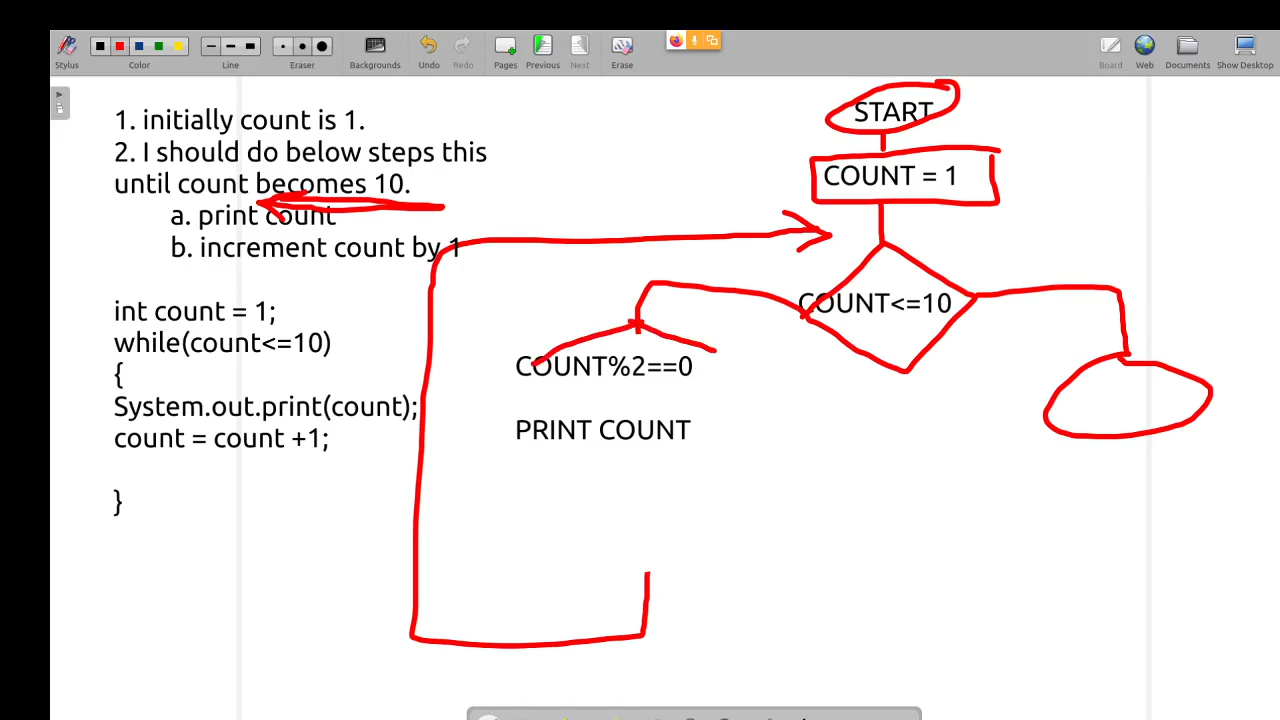 Stylus
Color
Line
Eraser
Backgrounds
Undo
Redo
Pages
Previous
Next
Erase
Board
Web
Documents
Show Desktop
1. initially count is 1.
2. I should do below steps this
until count becomes 10.
a. print count
b. increment count by 1
int count = 1;
while(count<=10)
{
System.out.print(count);
count = count +1;
}
START
COUNT = 1
COUNT<=10
COUNT%2==0
PRINT COUNT